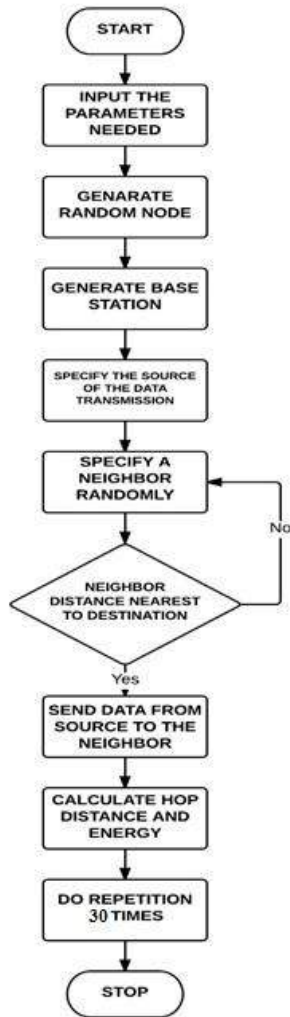 START
INPUT THE
PARAMETERS
NEEDED
GENARATE
RANDOM NODE
GENERATE BASE
STATION
SPECIFY THE SOURCE
OF THE DATA
TRANSMISSION
SPECIFY A
NEIGHBOR
RANDOMLY
No
NEIGHBOR
DISTANCE NEAREST
TO DESTINATION
Yes
SEND DATA FROM
SOURCE TO THE
NEIGHBOR
CALCULATE HOP
DISTANCE AND
ENERGY
DO REPETITION
30 TIMES
STOP